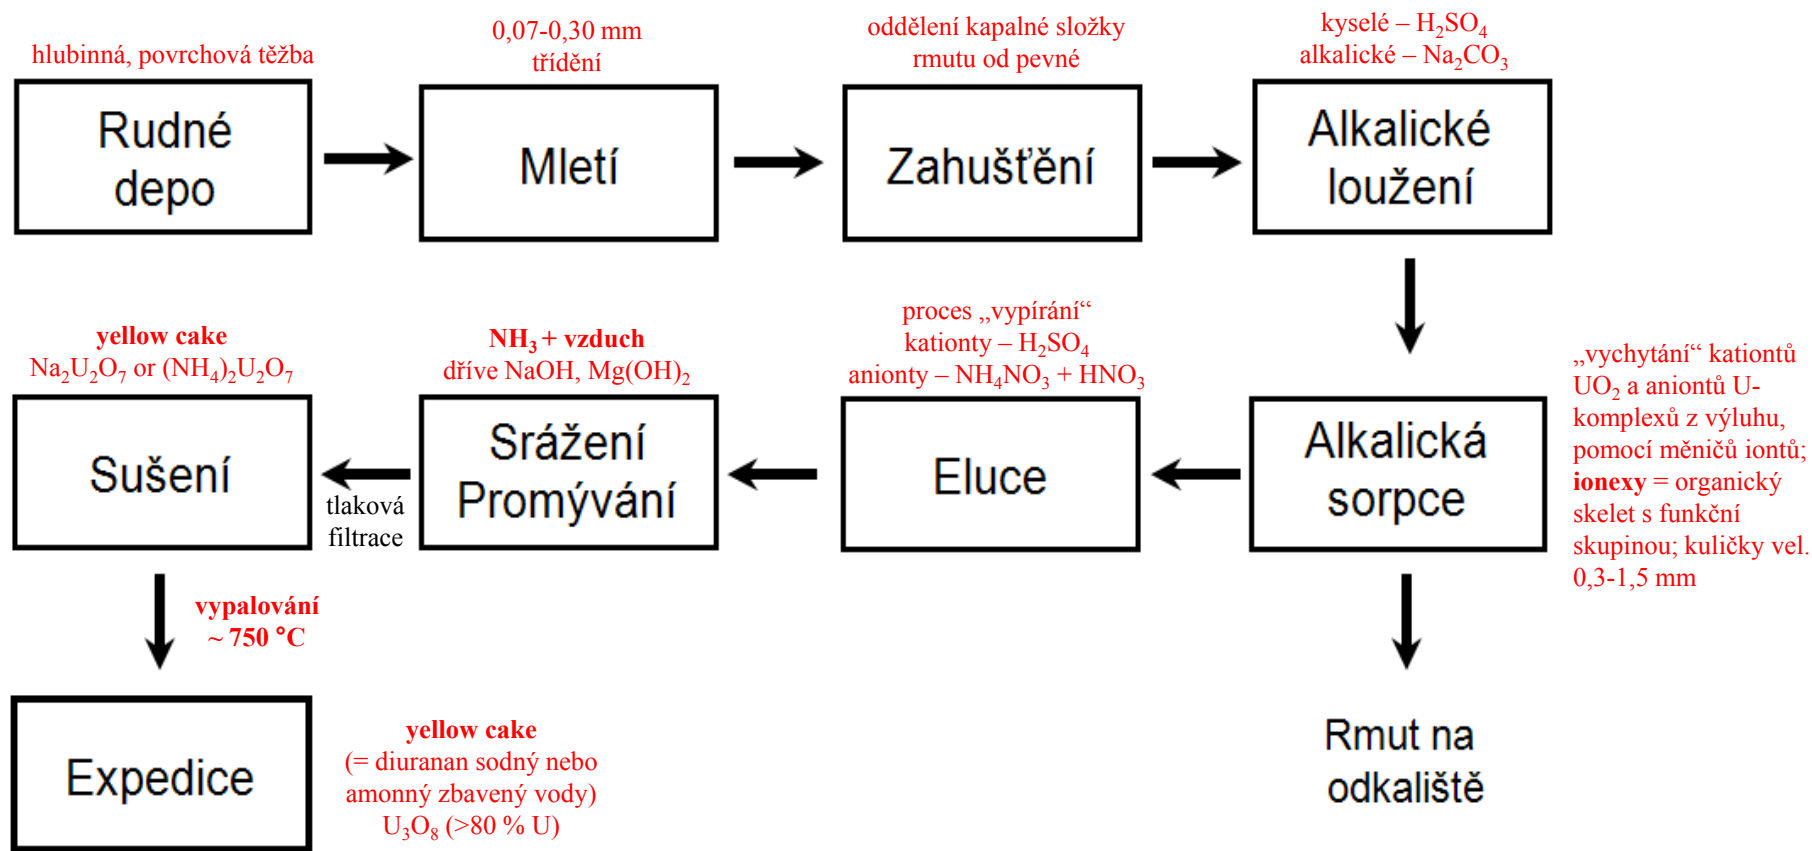 hlubinná, povrchová těžba
Rudné
depo
0,07-0,30 mm
třídění
Mletí
oddělení kapalné složky
rmutu od pevné
Zahušťění
kyselé – H₂SO₄
alkalické – Na₂CO₃
Alkalické
loužení
„vychytání“ kationtů
UO₂ a aniontů U-
komplexů z výluhu,
pomocí měničů iontů;
ionexy = organický
skelet s funkční
skupinou; kuličky vel.
0,3-1,5 mm
Alkalická
sorpce
Rmut na
odkaliště
proces „vypírání“
kationty – H₂SO₄
anionty – NH₄NO₃ + HNO₃
Eluce
NH₃ + vzduch
dříve NaOH, Mg(OH)₂
Srážení
Promývání
tlaková
filtrace
yellow cake
Na₂U₂O₇ or (NH₄)₂U₂O₇
Sušení
vypalování
~ 750 °C
Expedice
yellow cake
(= diuranan sodný nebo
amonný zbavený vody)
U₃O₈ (>80 % U)